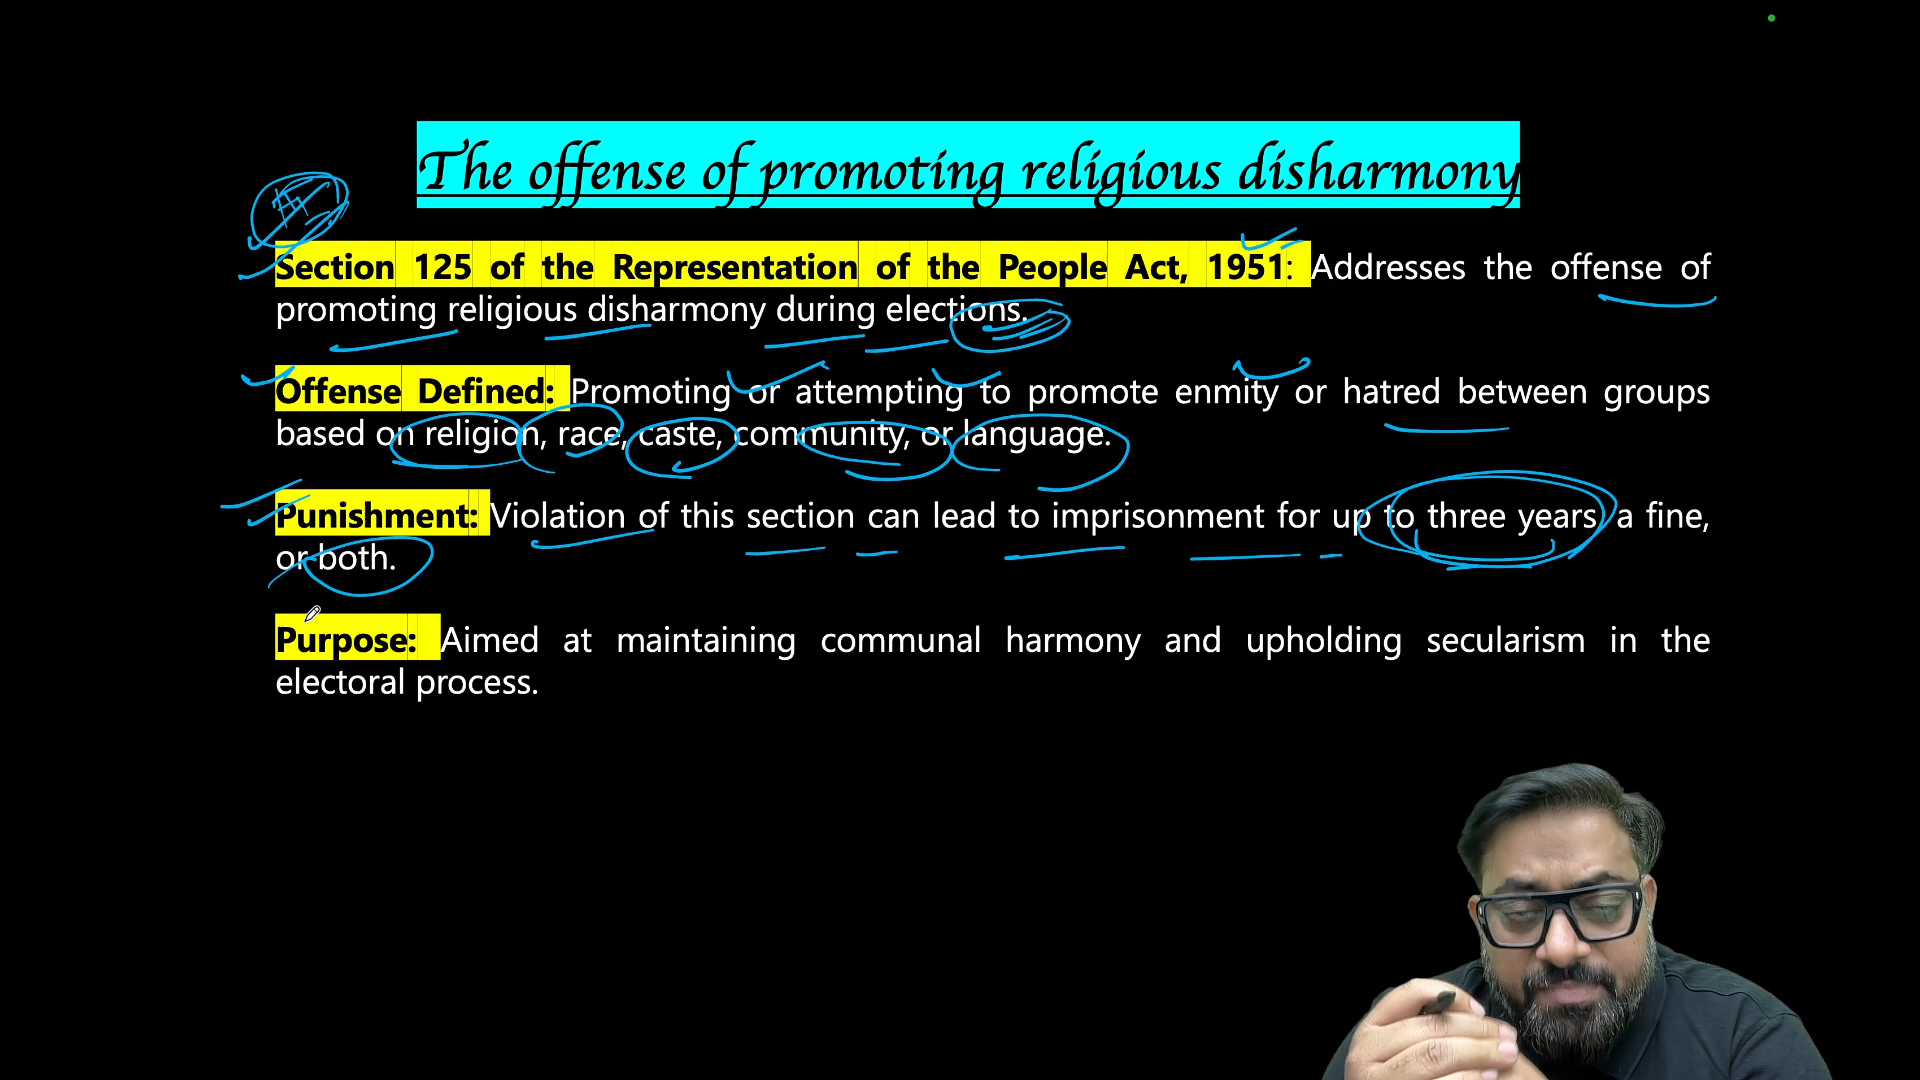 The offense of promoting religious disharmony
Section 125 of the Representation of the People Act, 1951: Addresses the offense of
promoting religious disharmony during elections.
Offense Defined: Promoting or attempting to promote enmity or hatred between groups
based on religion, race, caste, community, or language.
Punishment: Violation of this section can lead to imprisonment for up to three years, a fine,
or both.
Purpose: Aimed at maintaining communal harmony and upholding secularism in the
electoral process.